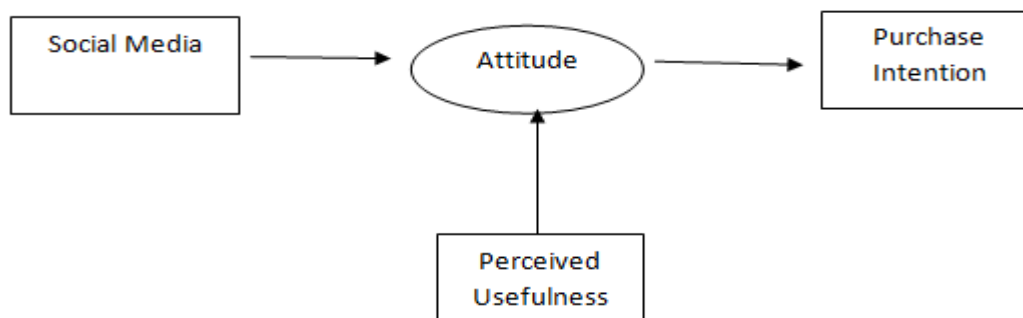 Social Media
Attitude
Purchase
Intention
Perceived
Usefulness